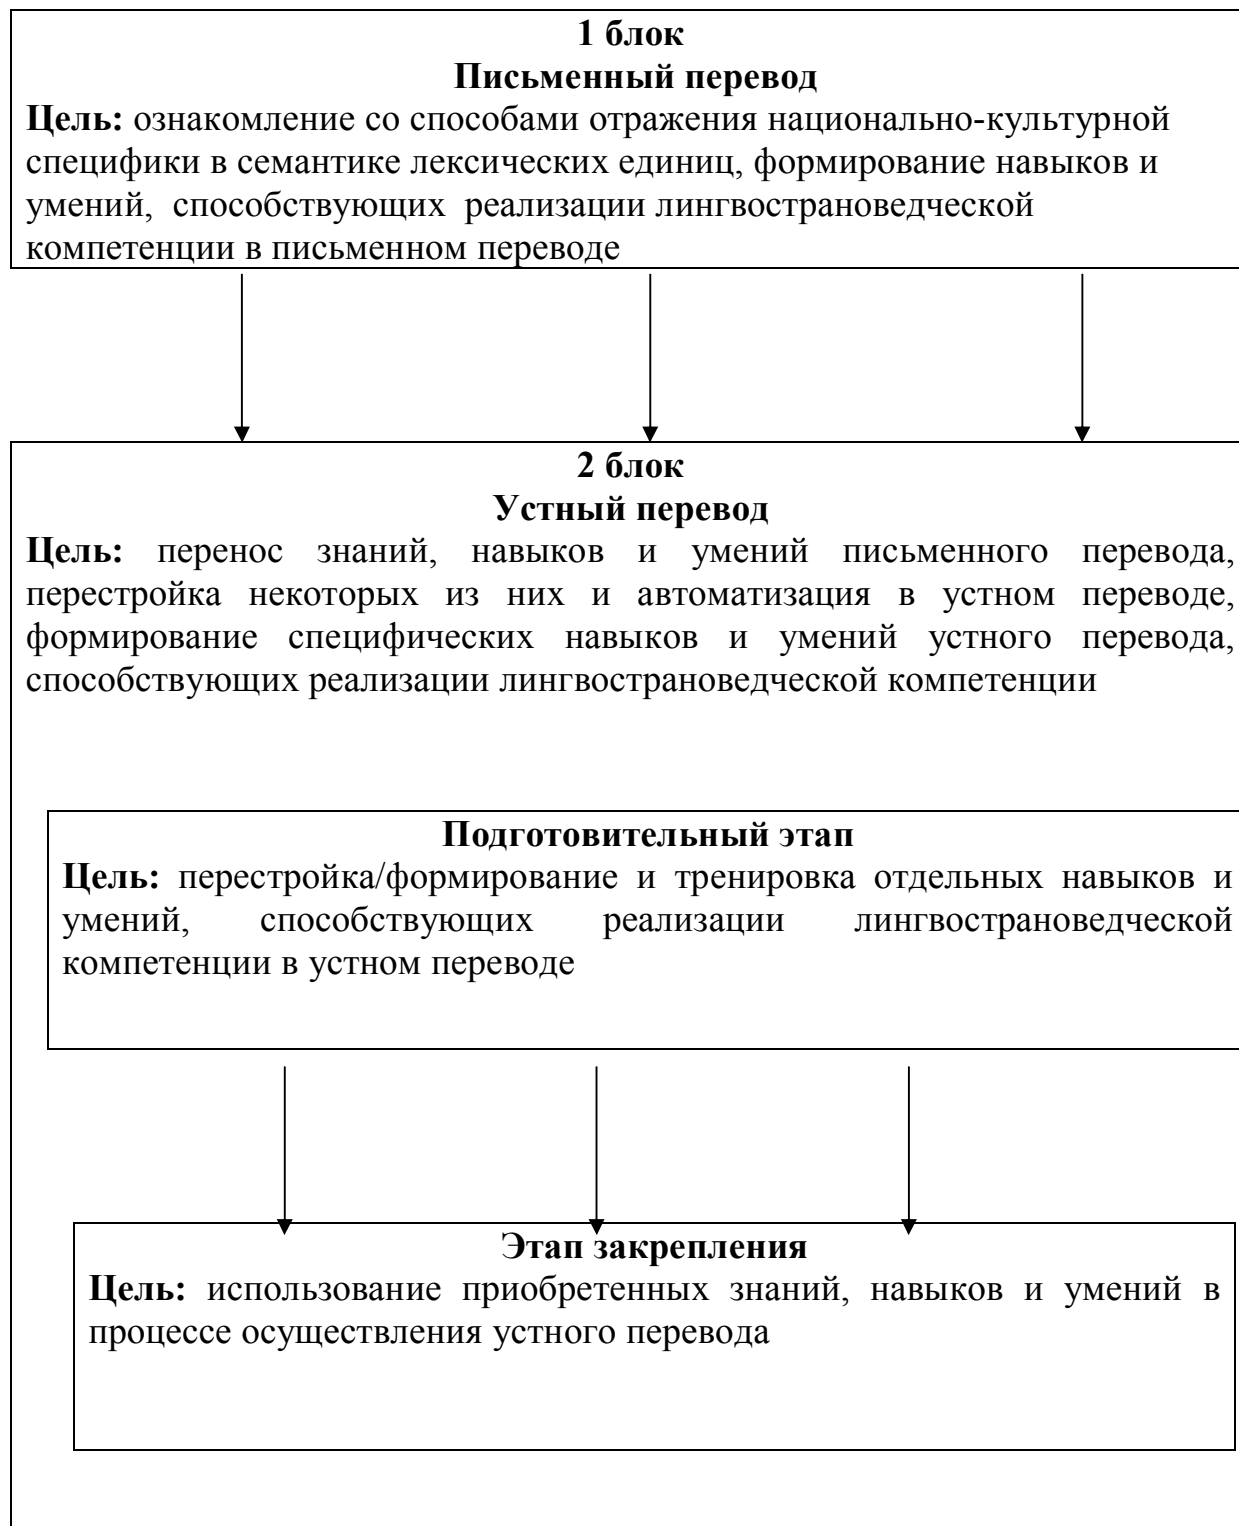 1 блок
Письменный перевод
Цель: ознакомление со способами отражения национально-культурной
специфики в семантике лексических единиц, формирование навыков и
умений, способствующих реализации лингвострановедческой
компетенции в письменном переводе
2 блок
Устный перевод
Цель: перенос знаний, навыков и умений письменного перевода,
перестройка некоторых из них и автоматизация в устном переводе,
формирование специфических навыков и умений устного перевода,
способствующих реализации лингвострановедческой компетенции
Подготовительный этап
Цель: перестройка/формирование и тренировка отдельных навыков и
умений, способствующих реализации лингвострановедческой
компетенции в устном переводе
Этап закрепления
Цель: использование приобретенных знаний, навыков и умений в
процессе осуществления устного перевода